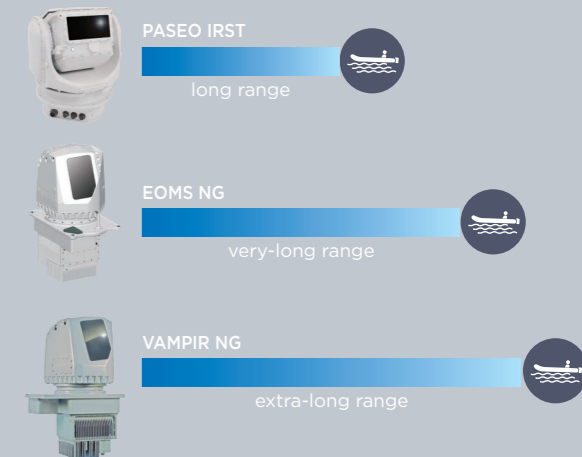 PASEO IRST
long range
EOMS NG
very-long range
VAMPIR NG
extra-long range